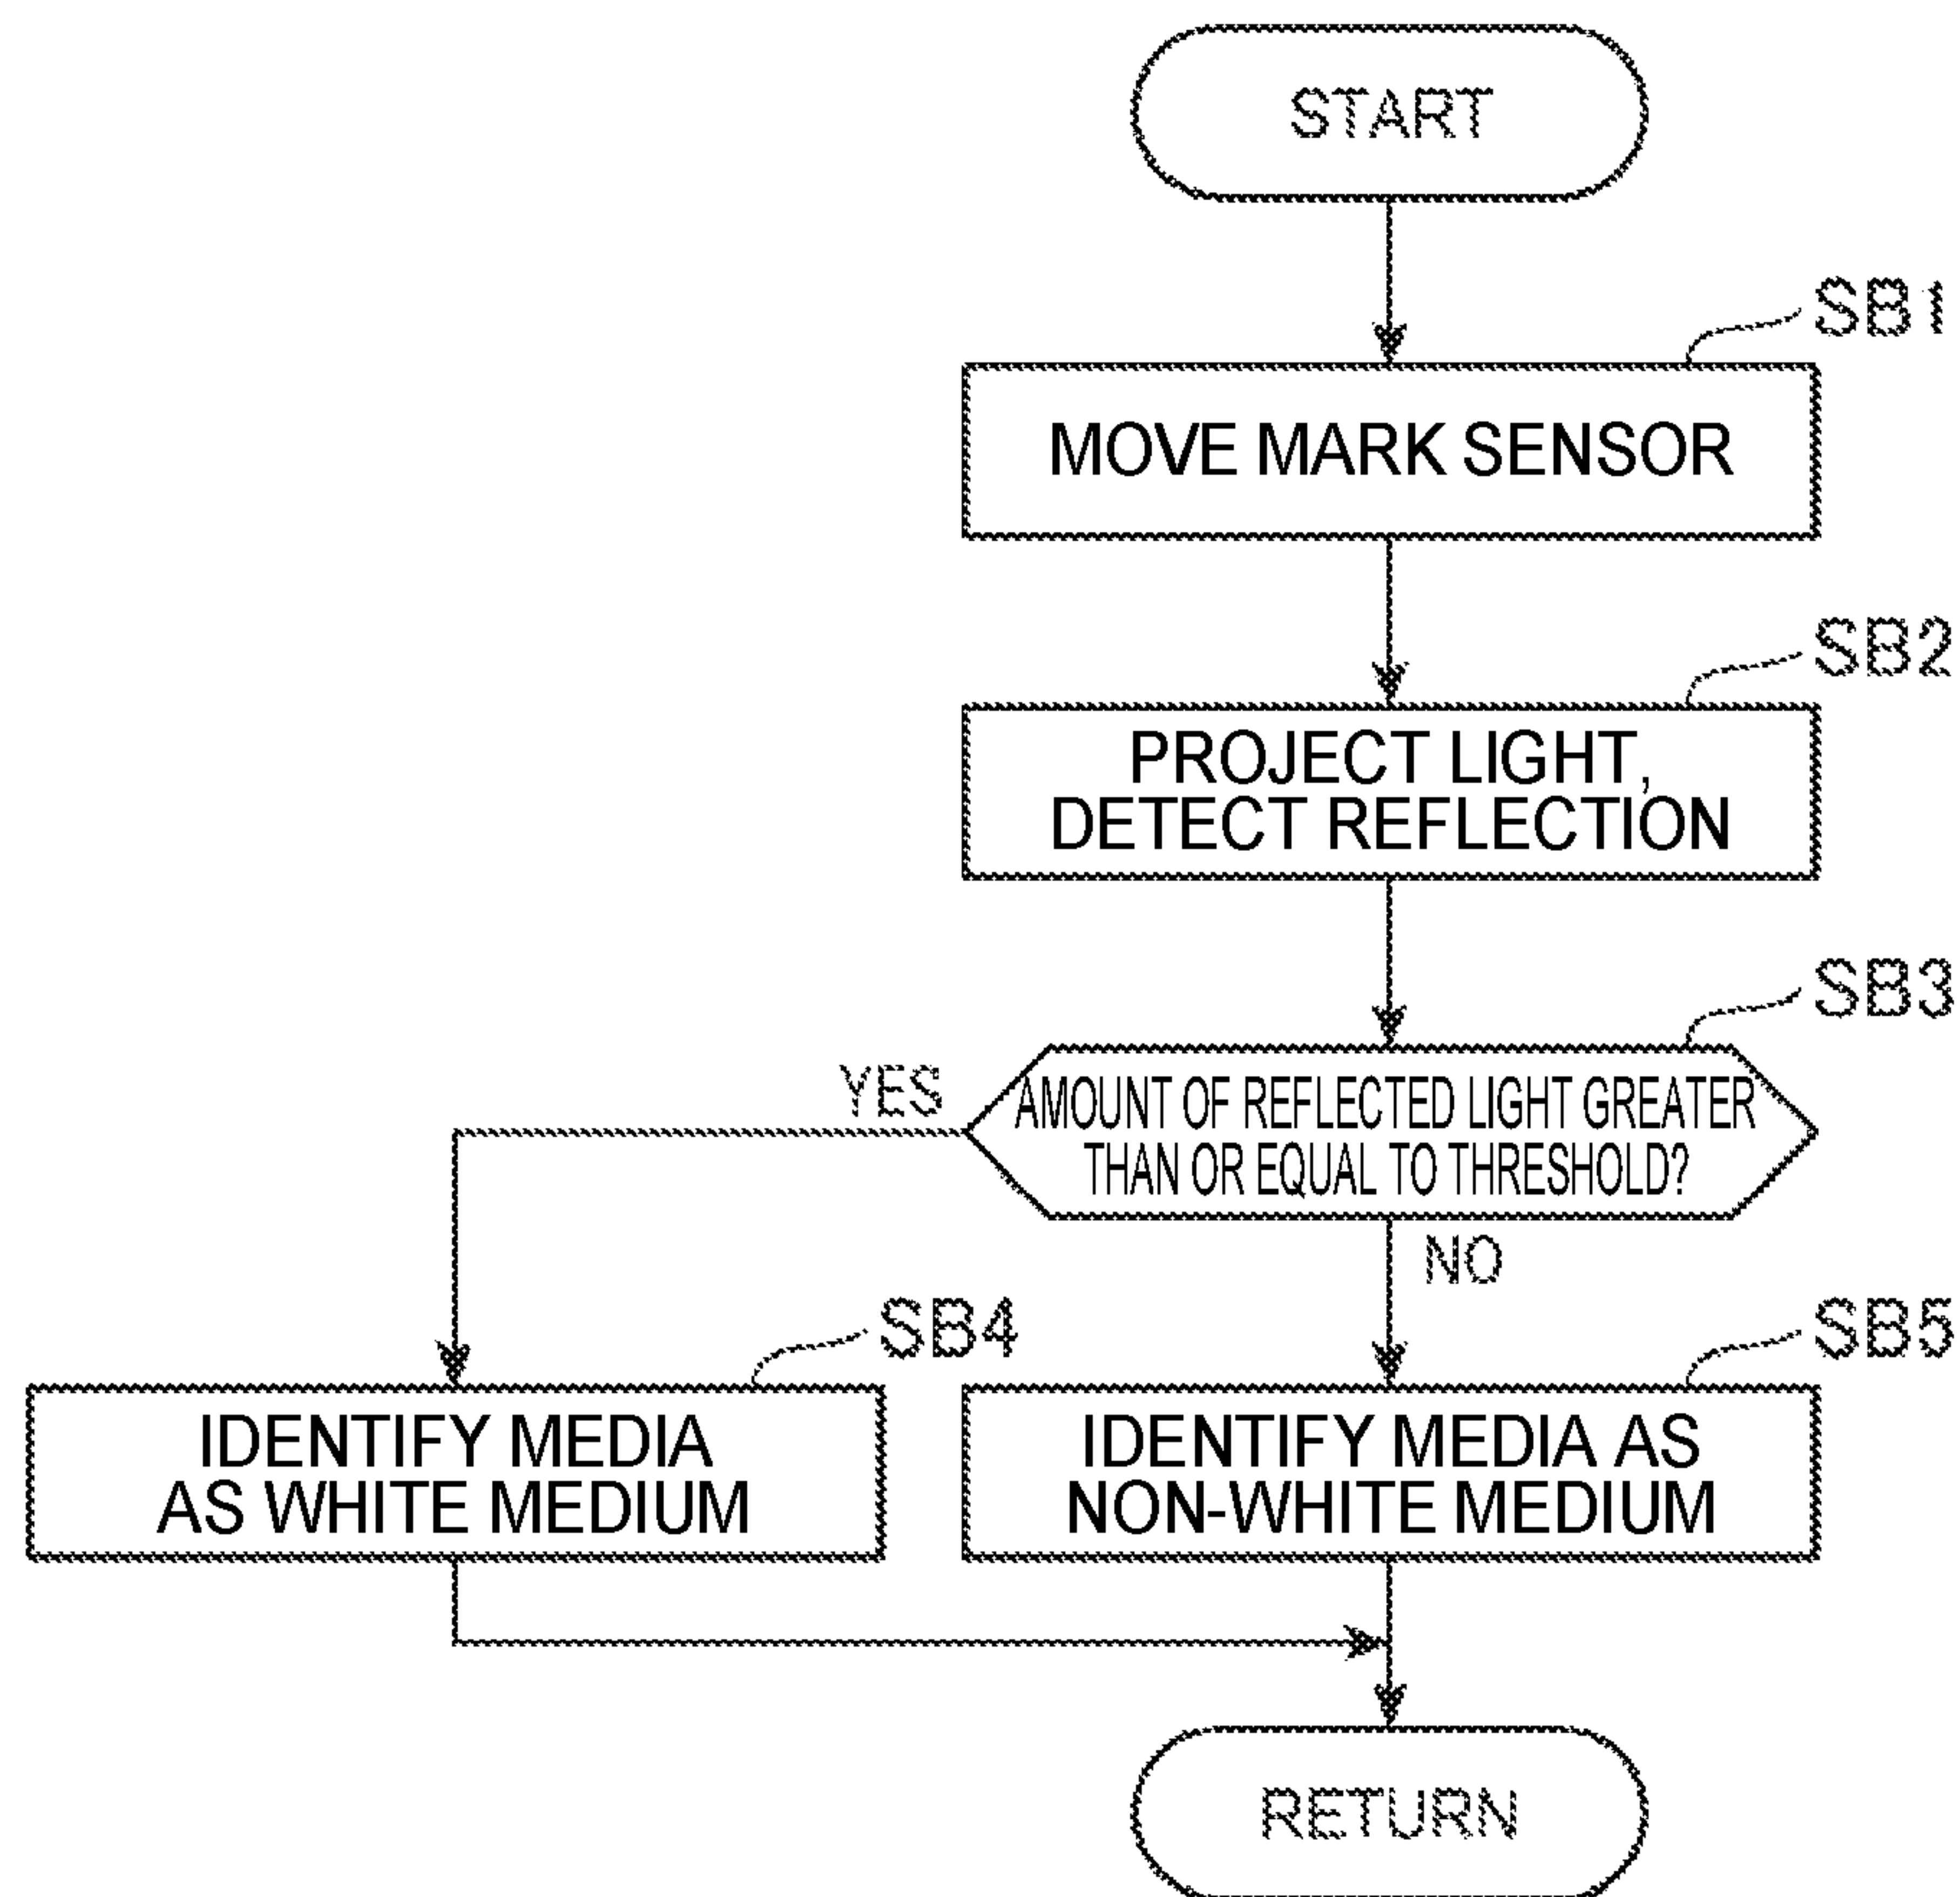 START
SB1
MOVE MARK SENSOR
SB2
PROJECT LIGHT,
DETECT REFLECTION
SB3
YES
AMOUNT OF REFLECTED LIGHT GREATER
THAN OR EQUAL TO THRESHOLD?
NO
SB4
SB5
IDENTIFY MEDIA
AS WHITE MEDIUM
IDENTIFY MEDIA AS
NON-WHITE MEDIUM
RETURN